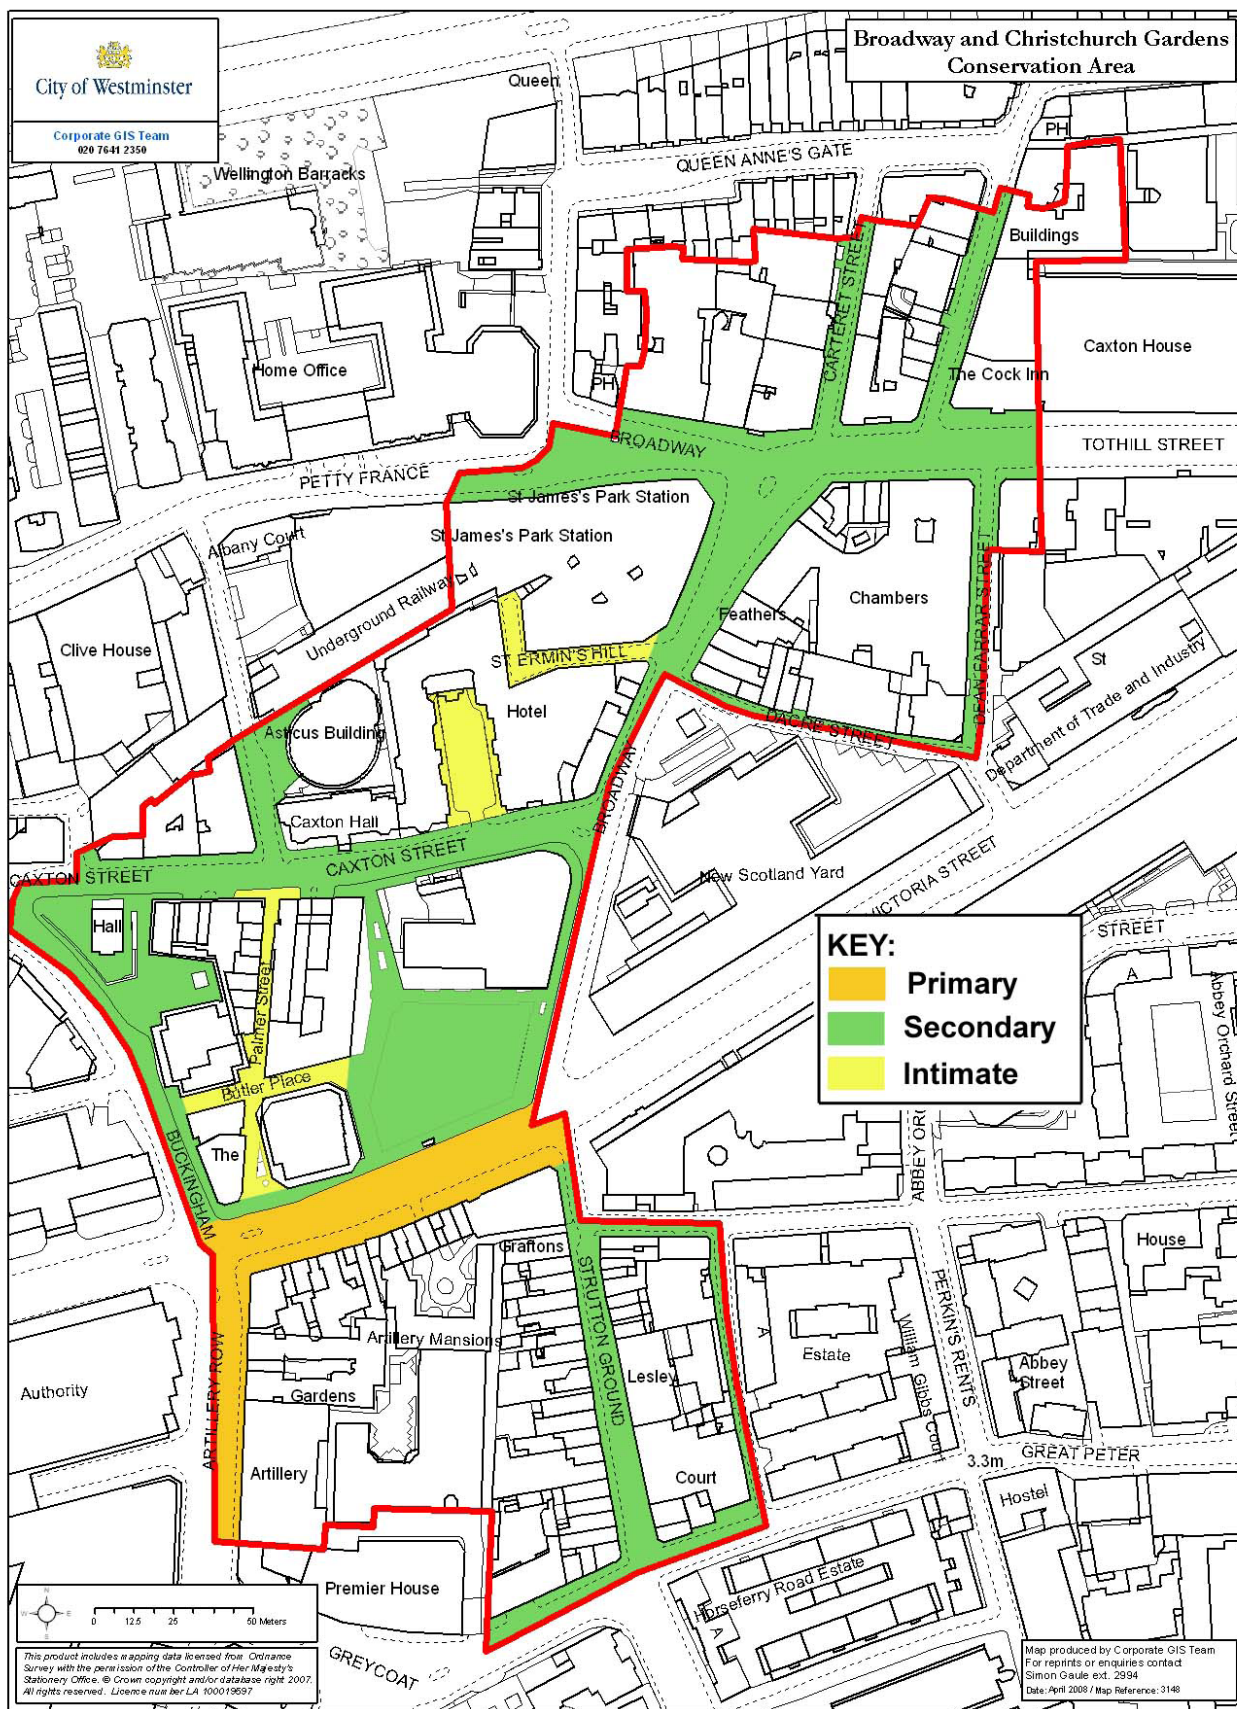 City of Westminster
Corporate GIS Team
020 7641 2350
Broadway and Christchurch Gardens
Conservation Area
Queen
PH
QUEEN ANNE'S GATE
Wellington Barracks
Buildings
CARTERET STREET
Caxton House
Home Office
The Cock Inn
PH
BROADWAY
TOTHILL STREET
PETTY FRANCE
St James's Park Station
St James's Park Station
Albany Court
Underground Railway
Feathers
Chambers
DEAN FARRAR STREET
Clive House
ST ERMIN'S HILL
St
Department of Trade and Industry
Hotel
Asticus Building
DACRE STREET
BROADWAY
Caxton Hall
CAXTON STREET
CAXTON STREET
New Scotland Yard
VICTORIA STREET
Hall
STREET
KEY:
Primary
Secondary
Intimate
A
Abbey Orchard Street
Palmer Street
Butler Place
The
BUCKINGHAM
ABBEY ORC
Graftons
House
STRUTTON GROUND
PERKIN'S RENTS
A
Estate
William Gibbs Court
Artillery Mansions
ARTILLERY ROW
Authority
Gardens
Lesley
Abbey
Street
Artillery
Court
GREAT PETER
3.3m
Hostel
Premier House
Horseferry Road Estate
A
GREYCOAT
N
W
E
S
0 12.5 25 50 Meters
This product includes mapping data licensed from Ordnance
Survey with the permission of the Controller of Her Majesty's
Stationery Office. © Crown copyright and/or database right 2007.
All rights reserved. Licence number LA 100019597
Map produced by Corporate GIS Team
For reprints or enquiries contact
Simon Gaule ext. 2994
Date: April 2008 / Map Reference: 3148